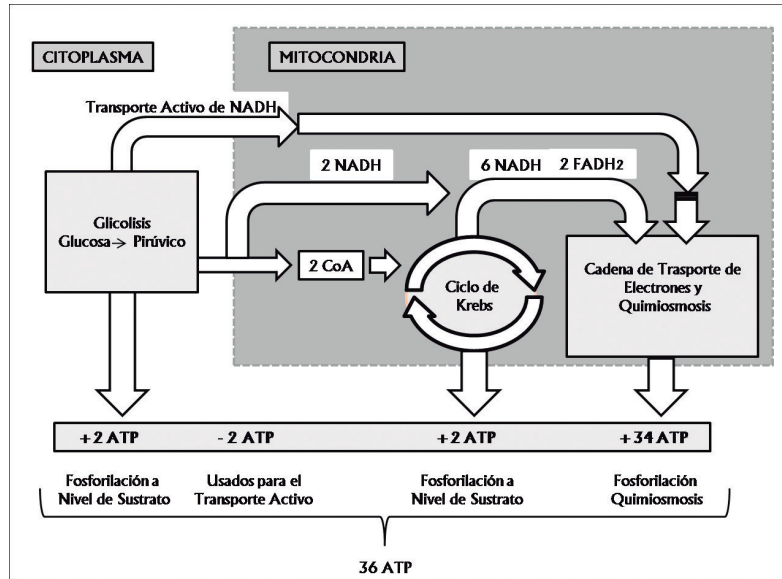 CITOPLASMA
MITOCONDRIA
Transporte Activo de NADH
2 NADH
6 NADH
2 FADH2
Glicolisis
Glucosa→ Pirúvico
2 CoA
Ciclo de
Krebs
Cadena de Trasporte de
Electrones y
Quimiosmosis
+2 ATP
- 2 ATP
+2 ATP
+34 ATP
Fosforilación a
Nivel de Sustrato
Usados para el
Transporte Activo
Fosforilación a
Nivel de Sustrato
Fosforilación
Quimiosmosis
36 ATP